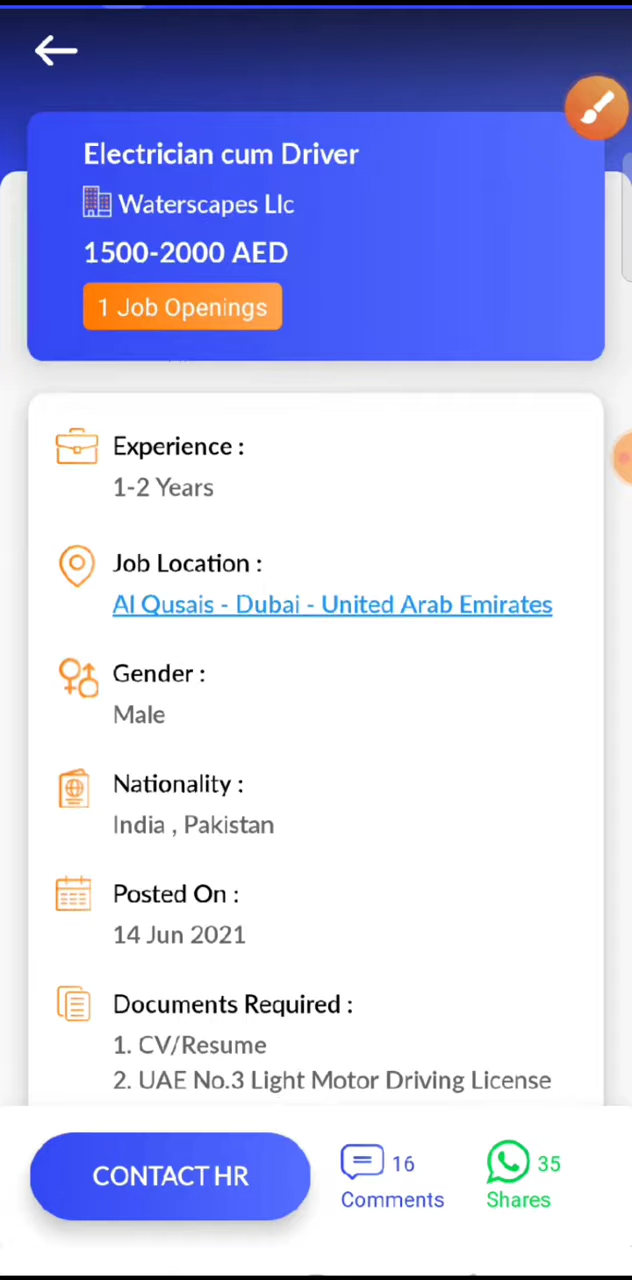 Electrician cum Driver
Waterscapes Llc
1500-2000 AED
1 Job Openings
Experience :
1-2 Years
Job Location :
Al Qusais - Dubai - United Arab Emirates
Gender :
Male
Nationality :
India , Pakistan
Posted On :
14 Jun 2021
Documents Required :
1. CV/Resume
2. UAE No.3 Light Motor Driving License
CONTACT HR
16
Comments
35
Shares